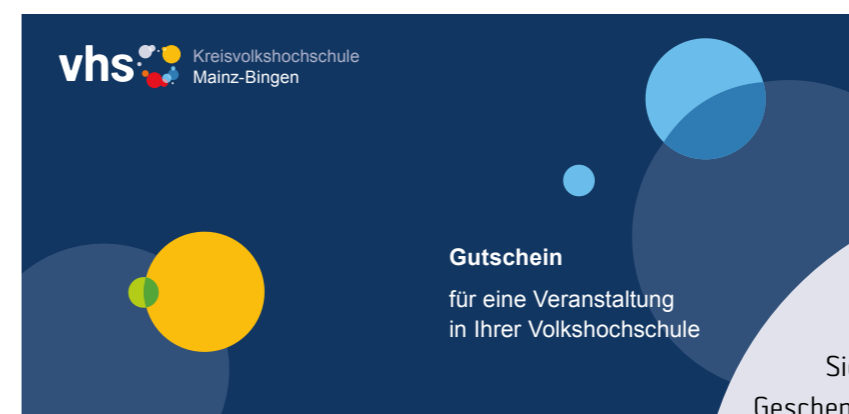 vhs
Kreisvolkshochschule
Mainz-Bingen
Gutschein
für eine Veranstaltung
in Ihrer Volkshochschule